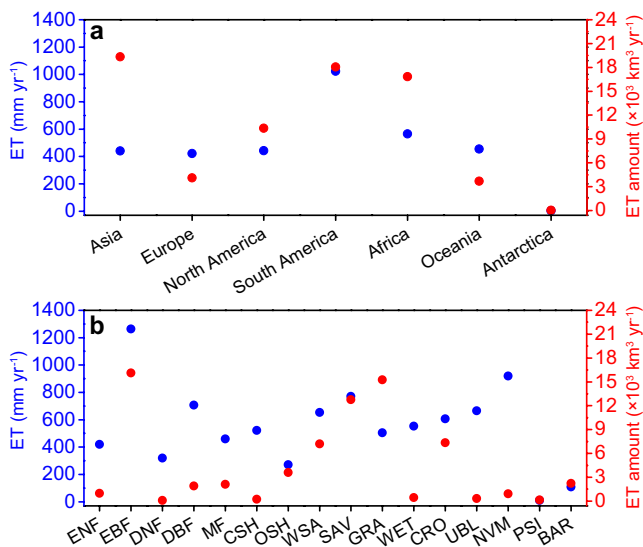 a
ET (mm yr⁻¹)
1400
1200
1000
800
600
400
200
0
24
21
18
15
12
9
6
3
0
ET amount (×10³ km³ yr⁻¹)
Asia
Europe
North America
South America
Africa
Oceania
Antarctica
b
ET (mm yr⁻¹)
1400
1200
1000
800
600
400
200
0
24
21
18
15
12
9
6
3
0
ET amount (×10³ km³ yr⁻¹)
ENF
EBF
DNF
DBF
MF
CSH
OSH
WSA
SAV
GRA
WET
CRO
UBL
NVM
PSI
BAR